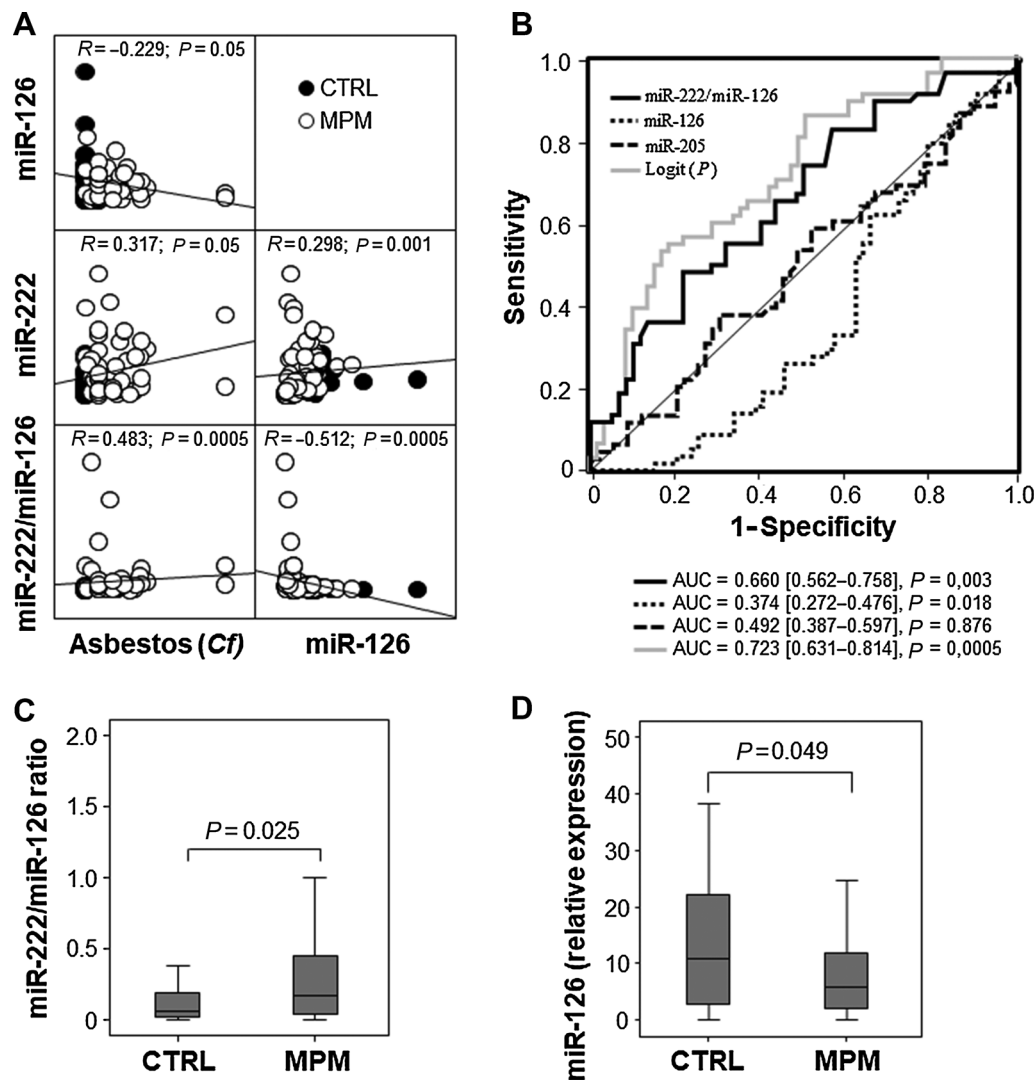 A
R = –0.229; P = 0.05
miR-126
CTRL
MPM
R = 0.317; P = 0.05
R = 0.298; P = 0.001
miR-222
R = 0.483; P = 0.0005
R = –0.512; P = 0.0005
miR-222/miR-126
Asbestos (Cf)
miR-126
B
1.0
0.8
0.6
0.4
0.2
0
Sensitivity
miR-222/miR-126
miR-126
miR-205
Logit (P)
0 0.2 0.4 0.6 0.8 1.0
1–Specificity
AUC = 0.660 [0.562–0.758], P = 0,003
AUC = 0.374 [0.272–0.476], P = 0.018
AUC = 0.492 [0.387–0.597], P = 0.876
AUC = 0.723 [0.631–0.814], P = 0,0005
C
miR-222/miR-126 ratio
2.0
1.5
1.0
0.5
0
P = 0.025
CTRL MPM
D
miR-126 (relative expression)
50
40
30
20
10
0
P = 0.049
CTRL MPM